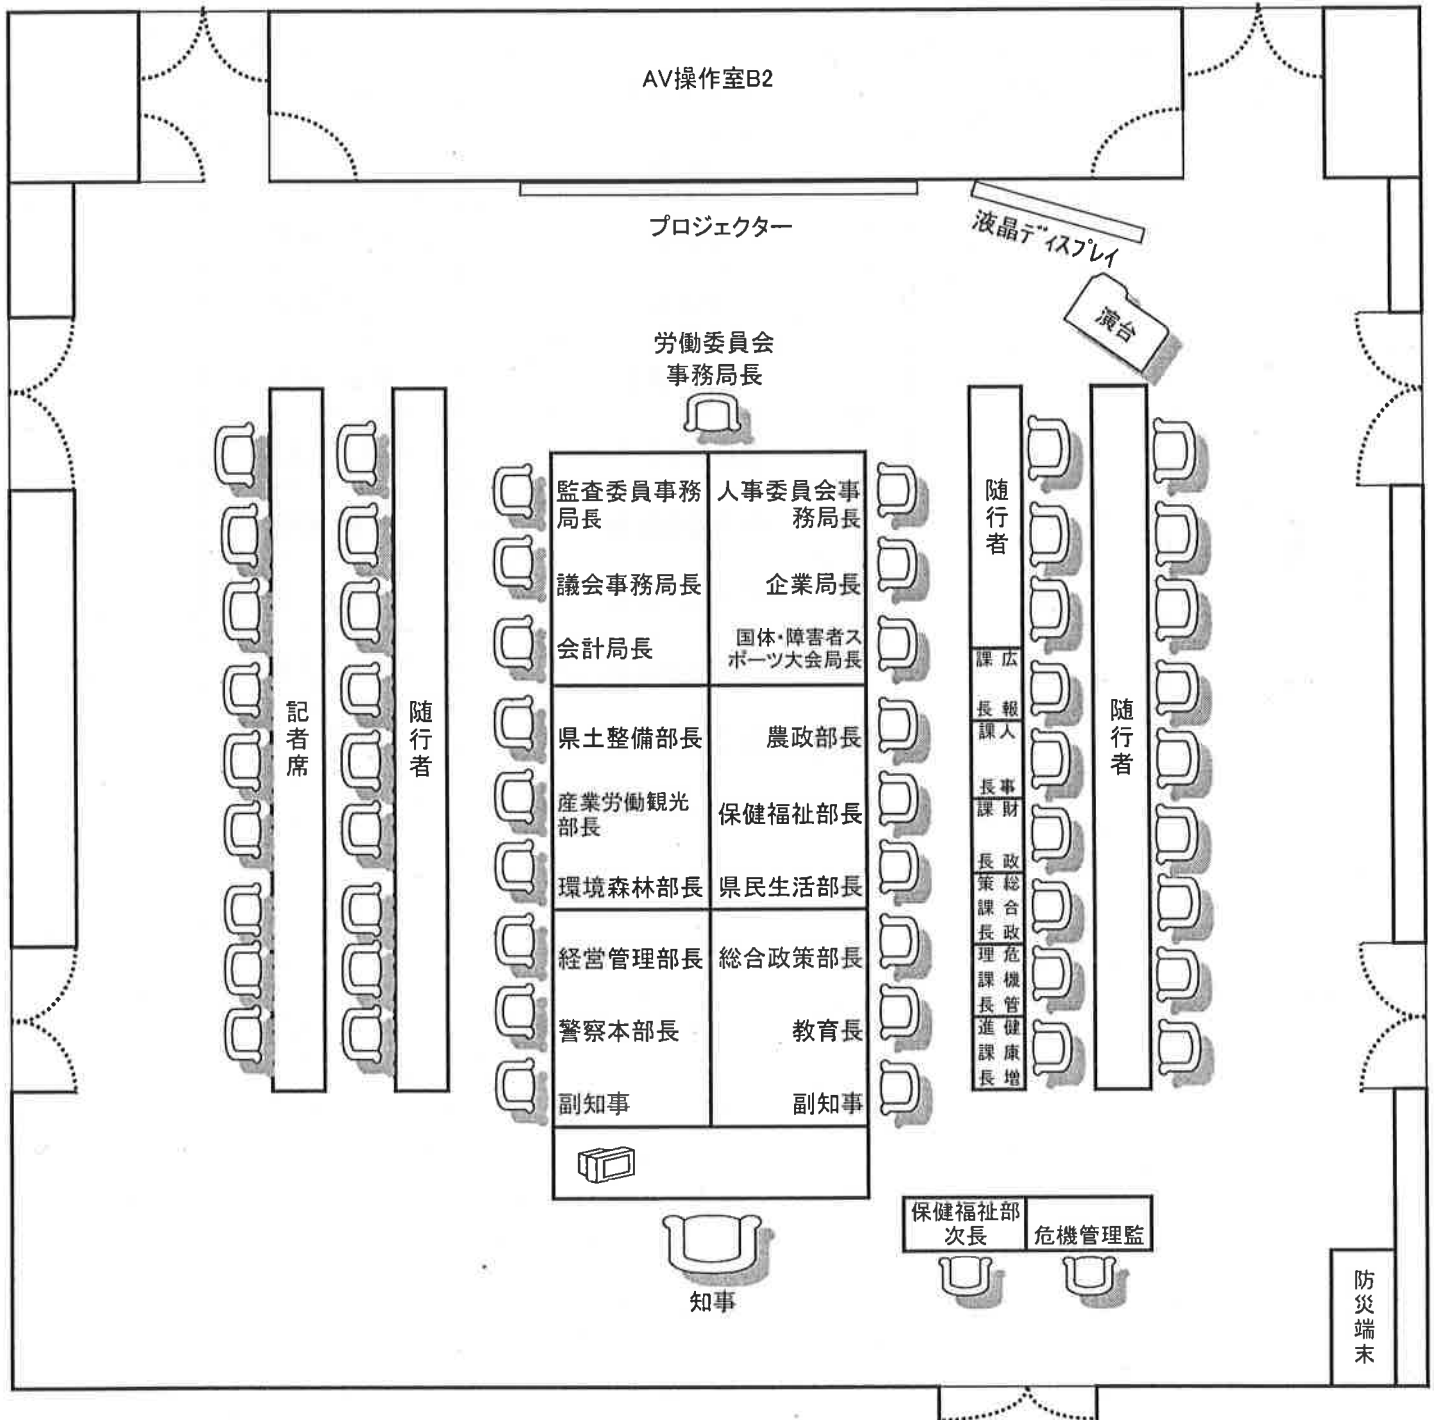 AV操作室B2
プロジェクター
液晶ディスプレイ
演台
労働委員会
事務局長
監査委員事務
局長
人事委員会事
務局長
議会事務局長
企業局長
会計局長
国体・障害者ス
ポーツ大会局長
県土整備部長
農政部長
産業労働観光
部長
保健福祉部長
環境森林部長
県民生活部長
経営管理部長
総合政策部長
警察本部長
教育長
副知事
副知事
記者席
随行者
随行者
広報
課長
人事
課長
財政
課長
総合政
策課長
危機管
理課長
健康増
進課長
随行者
知事
保健福祉部
次長
危機管理監
防災端末